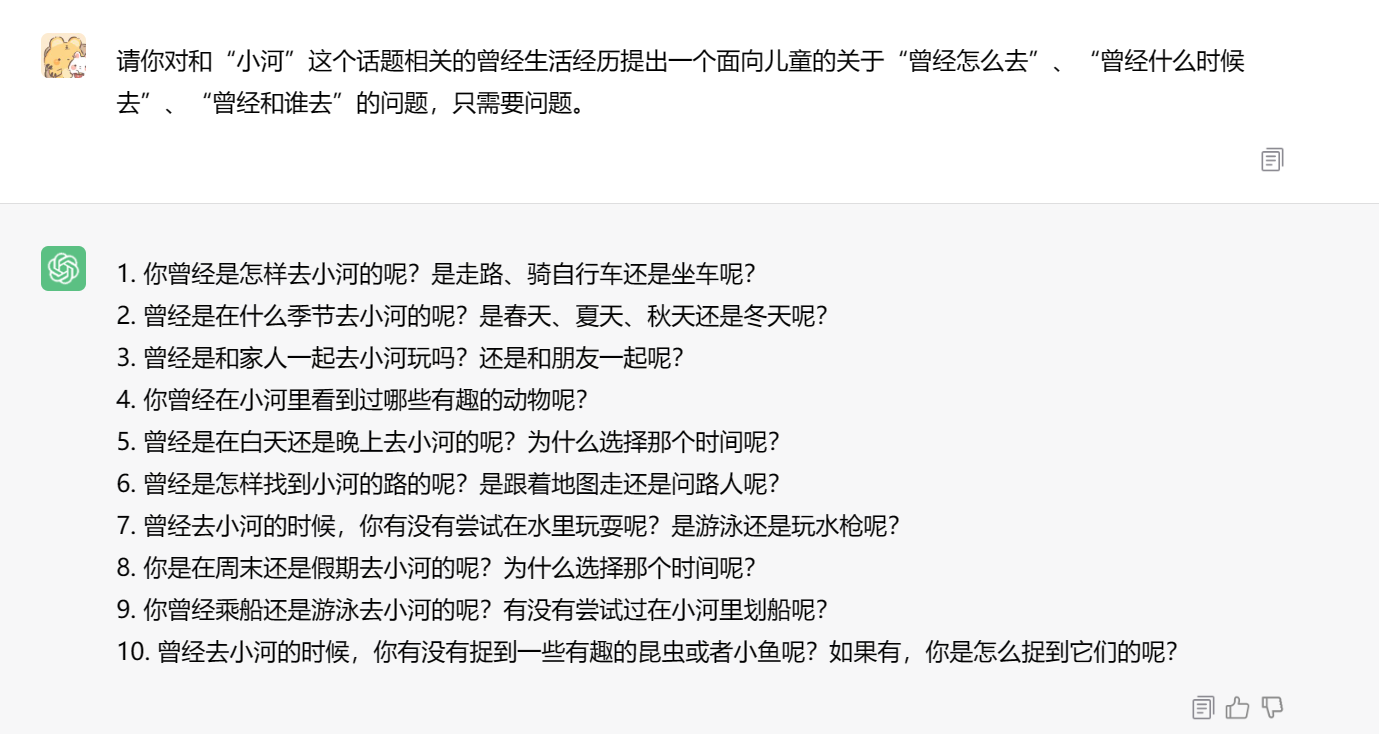 请你对和“小河”这个话题相关的曾经生活经历提出一个面向儿童的关于“曾经怎么去”、“曾经什么时候
去”、“曾经和谁去”的问题，只需要问题。
1. 你曾经是怎样去小河的呢？是走路、骑自行车还是坐车呢？
2. 曾经是在什么季节去小河的呢？是春天、夏天、秋天还是冬天呢？
3. 曾经是和家人一起去小河玩吗？还是和朋友一起呢？
4. 你曾经在小河里看到过哪些有趣的动物呢？
5. 曾经是在白天还是晚上去小河的呢？为什么选择那个时间呢？
6. 曾经是怎样找到小河的路的呢？是跟着地图走还是问路人呢？
7. 曾经去小河的时候，你有没有尝试在水里玩耍呢？是游泳还是玩水枪呢？
8. 你是在周末还是假期去小河的呢？为什么选择那个时间呢？
9. 你曾经乘船还是游泳去小河的呢？有没有尝试过在小河里划船呢？
10. 曾经去小河的时候，你有没有捉到一些有趣的昆虫或者小鱼呢？如果有，你是怎么捉到它们的呢？